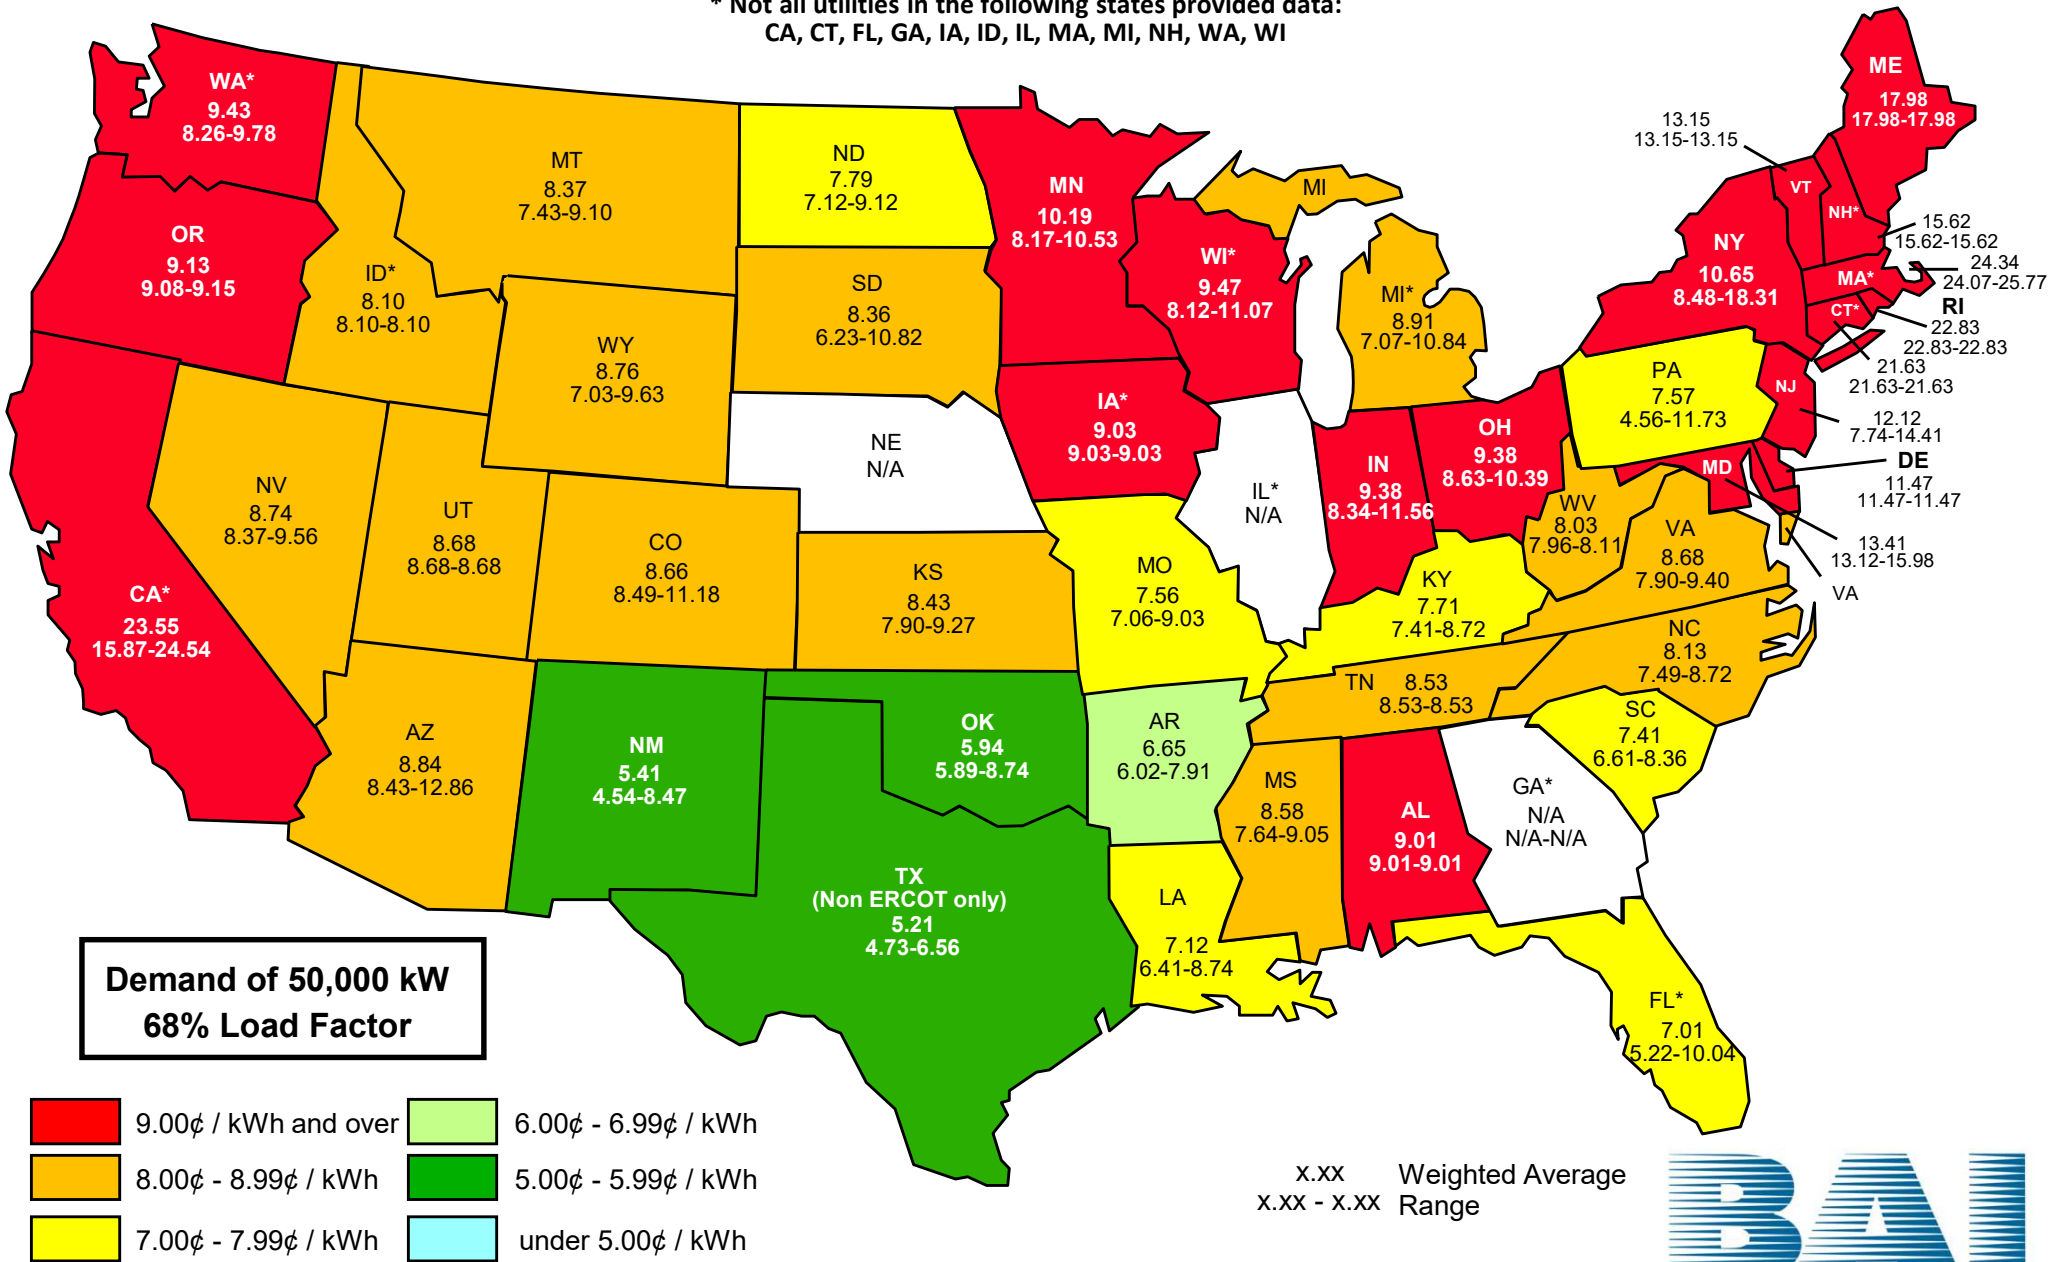 * Not all utilities in the following states provided data:
CA, CT, FL, GA, IA, ID, IL, MA, MI, NH, WA, WI
WA*
9.43
8.26-9.78
OR
9.13
9.08-9.15
CA*
23.55
15.87-24.54
ID*
8.10
8.10-8.10
NV
8.74
8.37-9.56
MT
8.37
7.43-9.10
WY
8.76
7.03-9.63
UT
8.68
8.68-8.68
CO
8.66
8.49-11.18
AZ
8.84
8.43-12.86
NM
5.41
4.54-8.47
ND
7.79
7.12-9.12
SD
8.36
6.23-10.82
NE
N/A
KS
8.43
7.90-9.27
OK
5.94
5.89-8.74
TX
(Non ERCOT only)
5.21
4.73-6.56
MN
10.19
8.17-10.53
IA*
9.03
9.03-9.03
MO
7.56
7.06-9.03
AR
6.65
6.02-7.91
LA
7.12
6.41-8.74
WI*
9.47
8.12-11.07
IL*
N/A
MI
MI*
8.91
7.07-10.84
IN
9.38
8.34-11.56
OH
9.38
8.63-10.39
KY
7.71
7.41-8.72
TN 8.53
8.53-8.53
MS
8.58
7.64-9.05
AL
9.01
9.01-9.01
GA*
N/A
N/A-N/A
FL*
7.01
5.22-10.04
SC
7.41
6.61-8.36
NC
8.13
7.49-8.72
VA
8.68
7.90-9.40
WV
8.03
7.96-8.11
PA
7.57
4.56-11.73
NY
10.65
8.48-18.31
ME
17.98
17.98-17.98
13.15
13.15-13.15
VT
NH*
15.62
15.62-15.62
MA*
24.34
24.07-25.77
RI
22.83
22.83-22.83
CT*
21.63
21.63-21.63
NJ
12.12
7.74-14.41
DE
11.47
11.47-11.47
MD
13.41
13.12-15.98
VA
Demand of 50,000 kW
68% Load Factor
9.00¢ / kWh and over
8.00¢ - 8.99¢ / kWh
7.00¢ - 7.99¢ / kWh
6.00¢ - 6.99¢ / kWh
5.00¢ - 5.99¢ / kWh
under 5.00¢ / kWh
x.xx Weighted Average
x.xx - x.xx Range
BAI